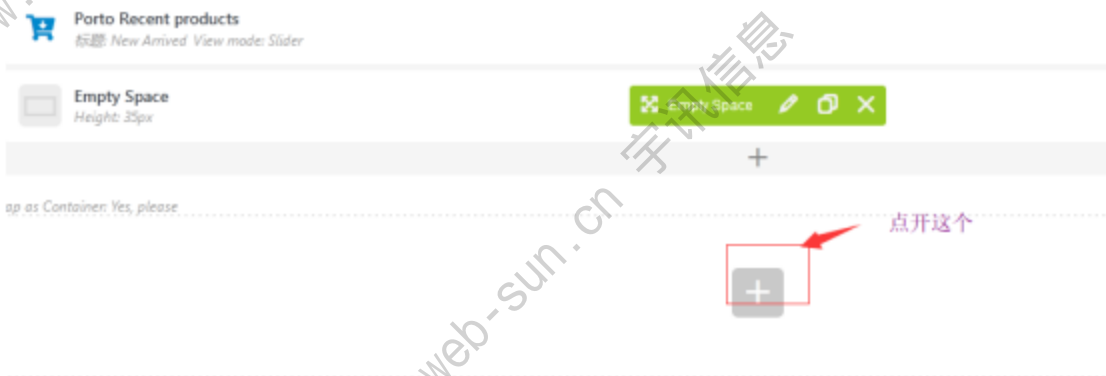 Porto Recent products
标题: New Arrived View mode: Slider
Empty Space
Height: 35px
Empty Space
ap as Container: Yes, please
点开这个
web-sun.cn 宇讯信息